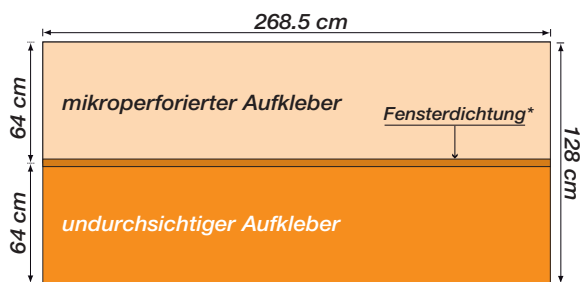 268.5 cm
64 cm
mikroperforierter Aufkleber
Fensterdichtung*
128 cm
64 cm
undurchsichtiger Aufkleber